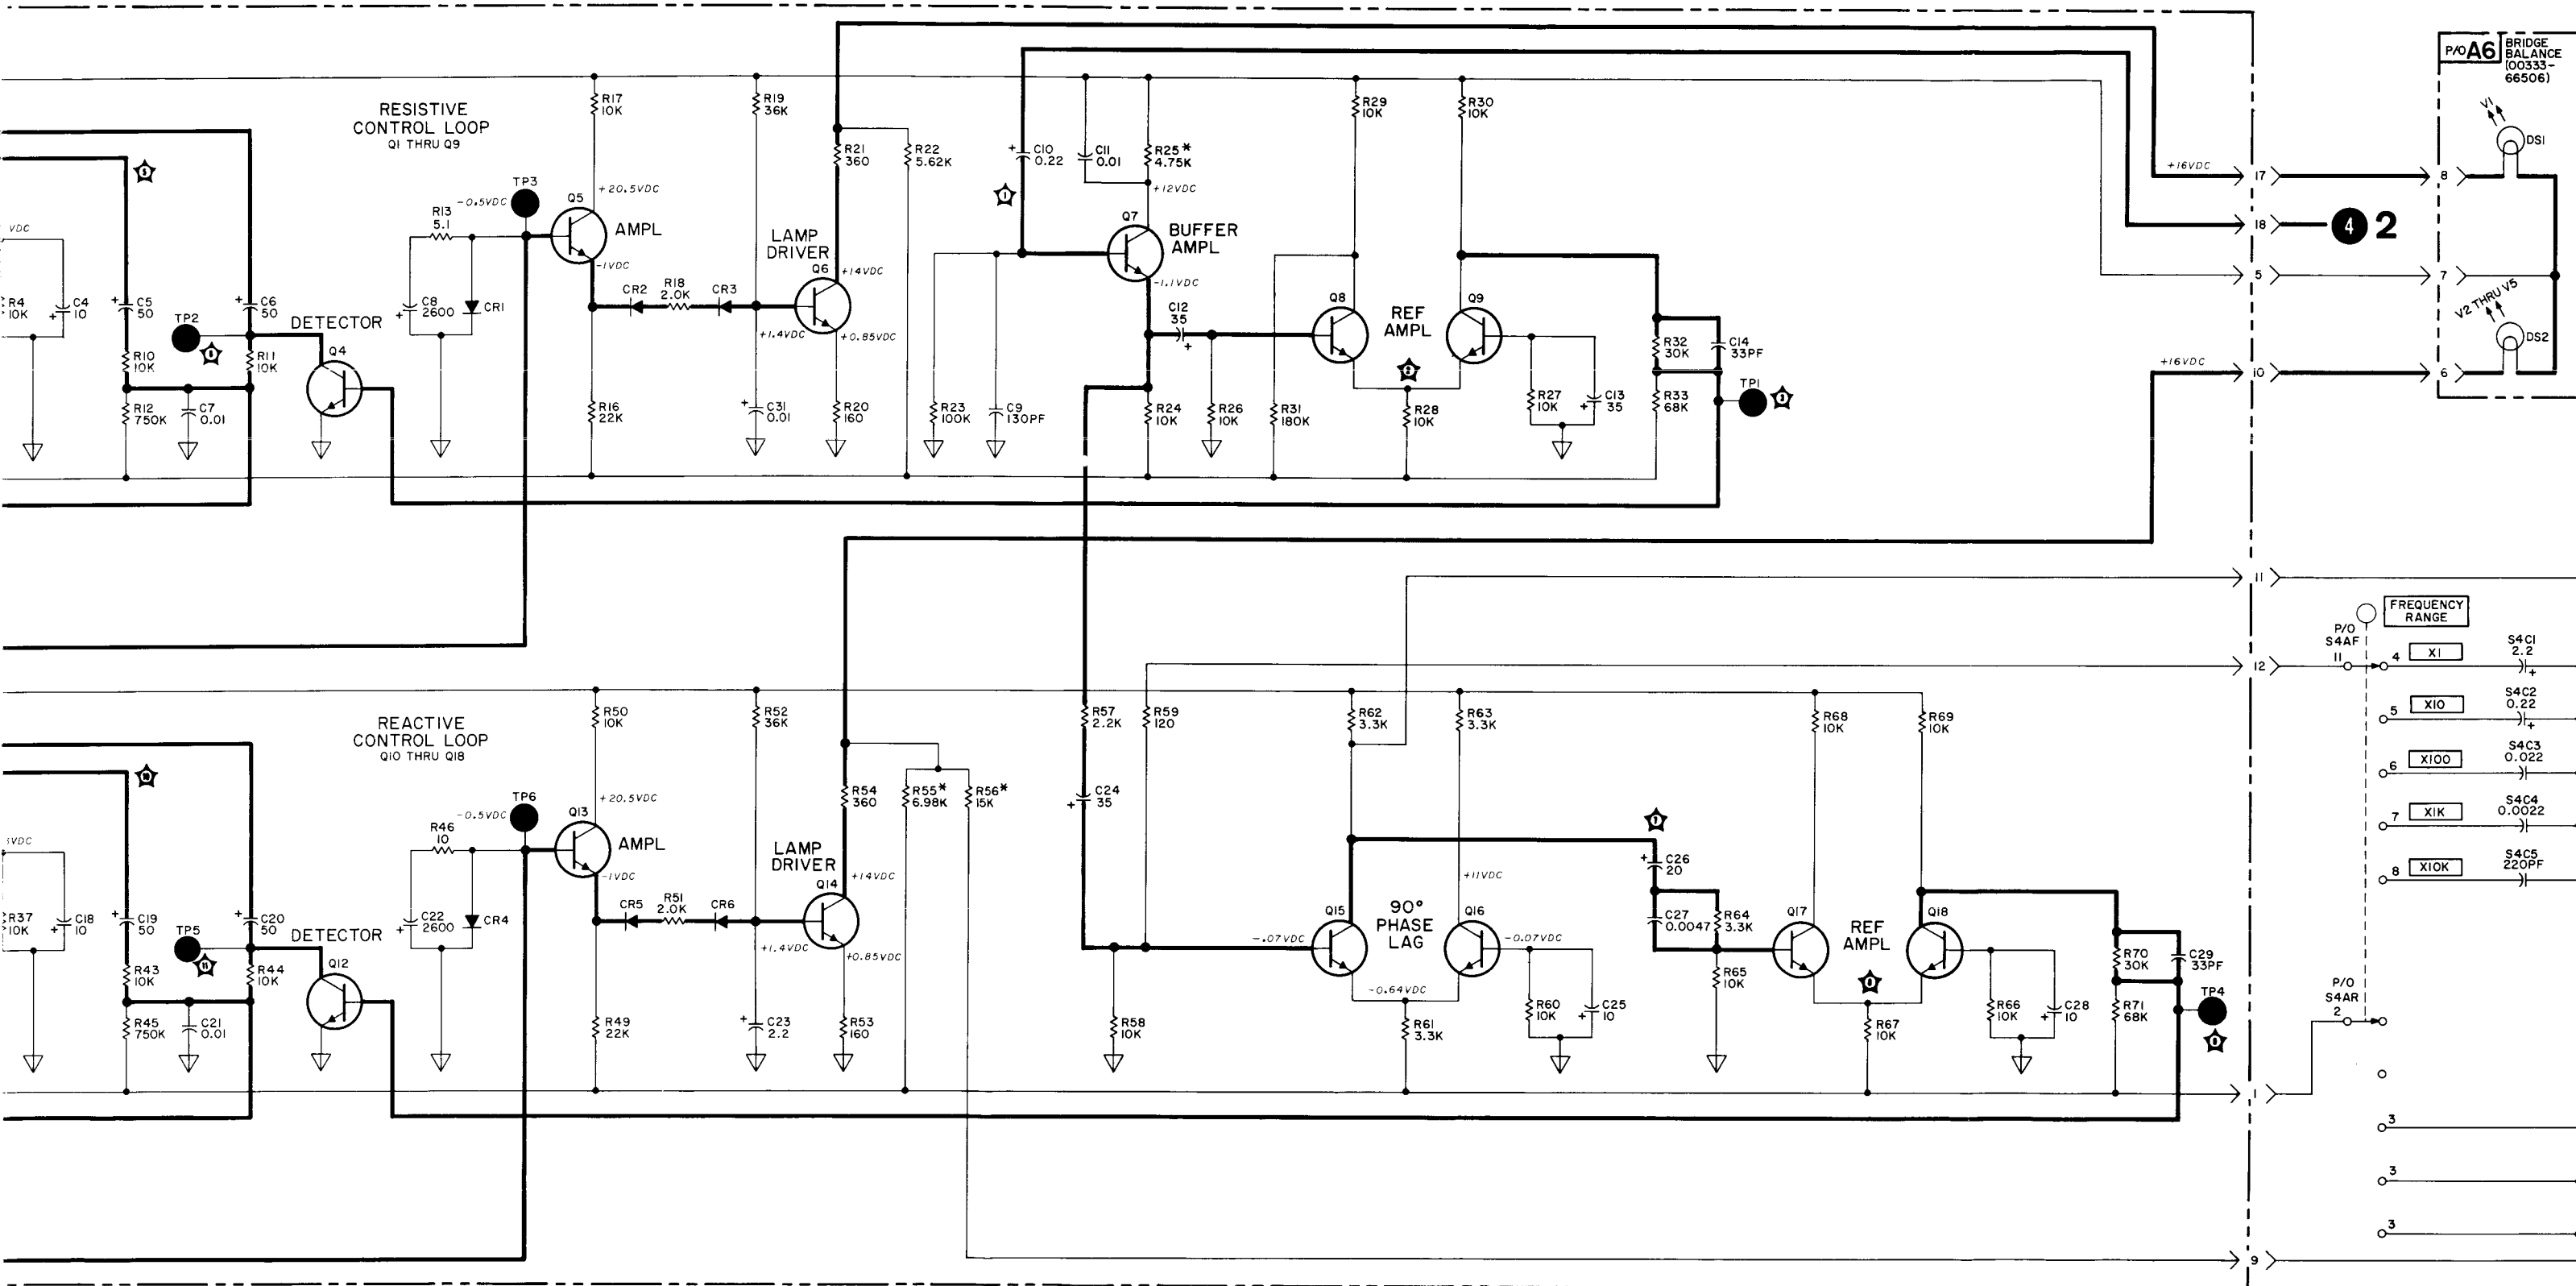 P/O A6 BRIDGE
BALANCE
(00333-
66506)
V1
DS1
V2 THRU V5
DS2
8
7
6
RESISTIVE
CONTROL LOOP
Q1 THRU Q9
R17
10K
R19
36K
R21
360
R22
5.62K
+
C10
0.22
C11
0.01
R25*
4.75K
R29
10K
R30
10K
+16VDC
17
18
4 2
5
+16VDC
10
5
VDC
R4
10K
+
C4
10
+
C5
50
TP2
6
+
C6
50
DETECTOR
Q4
R10
10K
R11
10K
R12
750K
C7
0.01
R13
5.1
-0.5VDC
TP3
+
C8
2600
CR1
Q5
+20.5VDC
AMPL
-1VDC
CR2
R18
2.0K
CR3
R16
22K
+1.4VDC
+
C31
0.01
LAMP
DRIVER
Q6
+14VDC
+0.85VDC
R20
160
1
R23
100K
C9
130PF
+12VDC
Q7
BUFFER
AMPL
-1.1VDC
C12
35
+
R24
10K
R26
10K
R31
180K
Q8
REF
AMPL
2
Q9
R28
10K
R27
10K
+
C13
35
R32
30K
C14
33PF
R33
68K
TP1
3
11
12
FREQUENCY
RANGE
P/O
S4AF
11
4
X1
S4C1
2.2
+
5
X10
S4C2
0.22
+
6
X100
S4C3
0.022
7
X1K
S4C4
0.0022
8
X10K
S4C5
220PF
P/O
S4AR
2
3
3
3
REACTIVE
CONTROL LOOP
Q10 THRU Q18
R50
10K
R52
36K
R54
360
R55*
6.98K
R56*
15K
R57
2.2K
R59
120
R62
3.3K
R63
3.3K
R68
10K
R69
10K
10
VDC
R37
10K
+
C18
10
+
C19
50
TP5
11
+
C20
50
DETECTOR
Q12
R43
10K
R44
10K
R45
750K
C21
0.01
R46
10
-0.5VDC
TP6
+
C22
2600
CR4
Q13
+20.5VDC
AMPL
-1VDC
CR5
R51
2.0K
CR6
R49
22K
+1.4VDC
+
C23
2.2
LAMP
DRIVER
Q14
+14VDC
+0.85VDC
R53
160
+
C24
35
R58
10K
-.07VDC
Q15
90°
PHASE
LAG
+11VDC
Q16
-0.07VDC
-0.64VDC
R61
3.3K
R60
10K
+
C25
10
7
+
C26
20
C27
0.0047
R64
3.3K
R65
10K
Q17
REF
AMPL
Q18
R67
10K
R66
10K
+
C28
10
R70
30K
C29
33PF
R71
68K
TP4
1
9